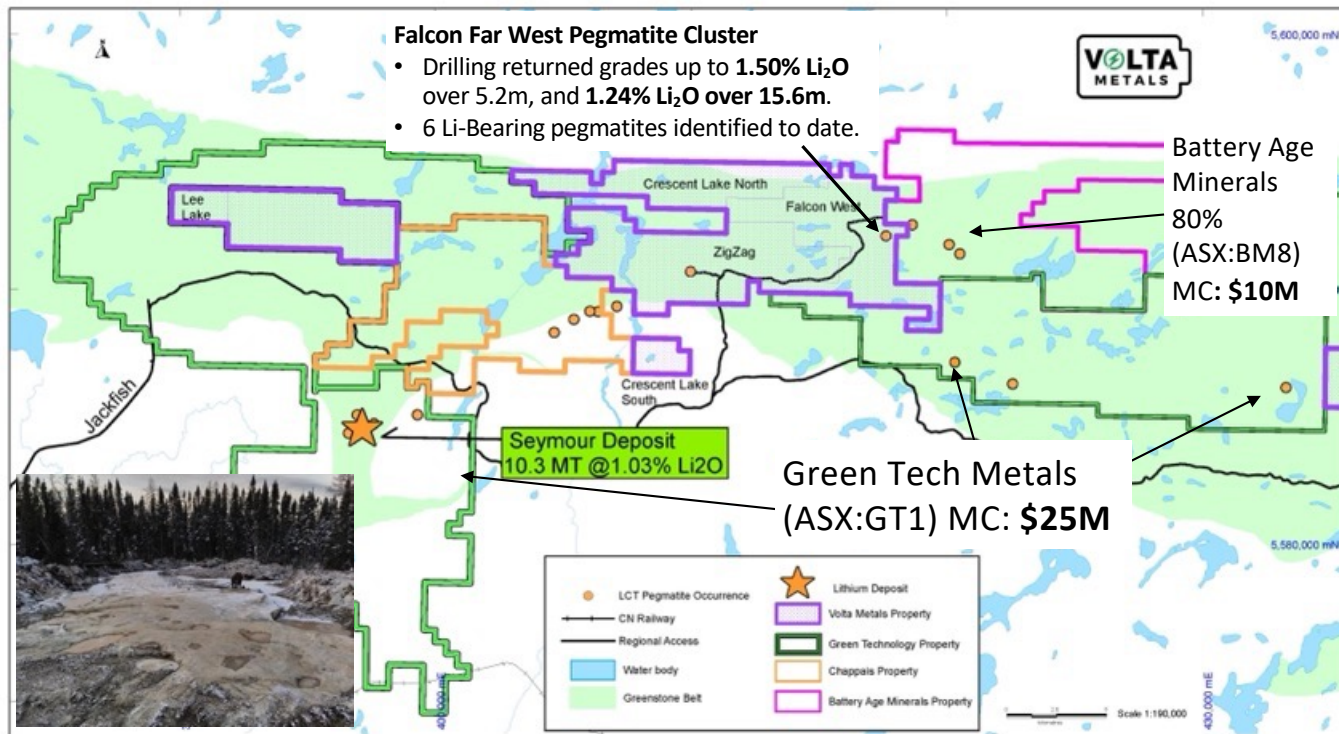 Falcon Far West Pegmatite Cluster
• Drilling returned grades up to 1.50% Li₂O
over 5.2m, and 1.24% Li₂O over 15.6m.
• 6 Li-Bearing pegmatites identified to date.
5,600,000 mN
VOLTA
METALS
Battery Age
Minerals
80%
(ASX:BM8)
MC: $10M
Lee
Lake
Crescent Lake North
Falcon West
ZigZag
Crescent Lake
South
Jackfish
Seymour Deposit
10.3 MT @1.03% Li2O
Green Tech Metals
(ASX:GT1) MC: $25M
5,580,000 mN
LCT Pegmatite Occurrence
CN Railway
Regional Access
Water body
Greenstone Belt
Lithium Deposit
Volta Metals Property
Green Technology Property
Chappais Property
Battery Age Minerals Property
430,000 mE
Scale 1:190,000